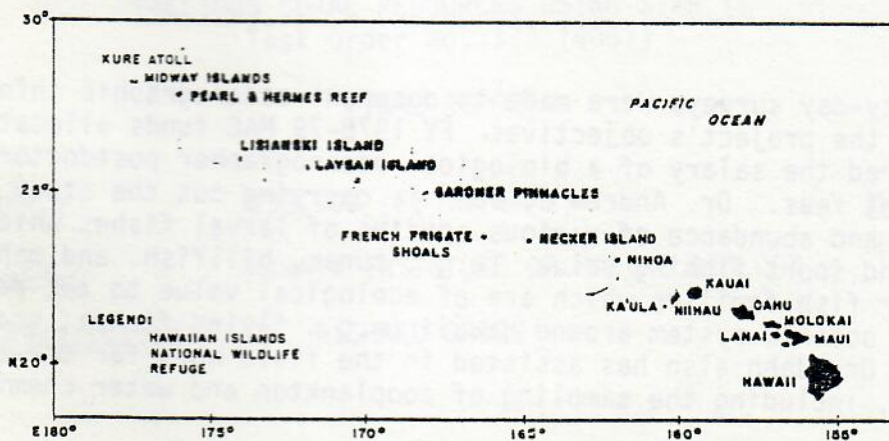 30°
KURE ATOLL
MIDWAY ISLANDS
PEARL & HERMES REEF
PACIFIC
OCEAN
LISIANSKI ISLAND
LAYSAN ISLAND
25°
GARDNER PINNACLES
FRENCH FRIGATE
SHOALS
NECKER ISLAND
NIHOA
KAUAI
KA'ULA
NIIHAU
OAHU
MOLOKAI
LANAI
MAUI
LEGEND:
HAWAIIAN ISLANDS
NATIONAL WILDLIFE
REFUGE
N20°
HAWAII
E180°
175°
170°
165°
160°
155°